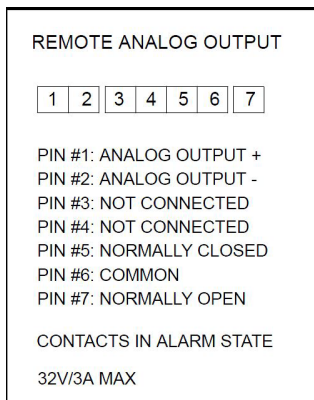 REMOTE ANALOG OUTPUT
1 2 3 4 5 6 7
PIN #1: ANALOG OUTPUT +
PIN #2: ANALOG OUTPUT -
PIN #3: NOT CONNECTED
PIN #4: NOT CONNECTED
PIN #5: NORMALLY CLOSED
PIN #6: COMMON
PIN #7: NORMALLY OPEN
CONTACTS IN ALARM STATE
32V/3A MAX